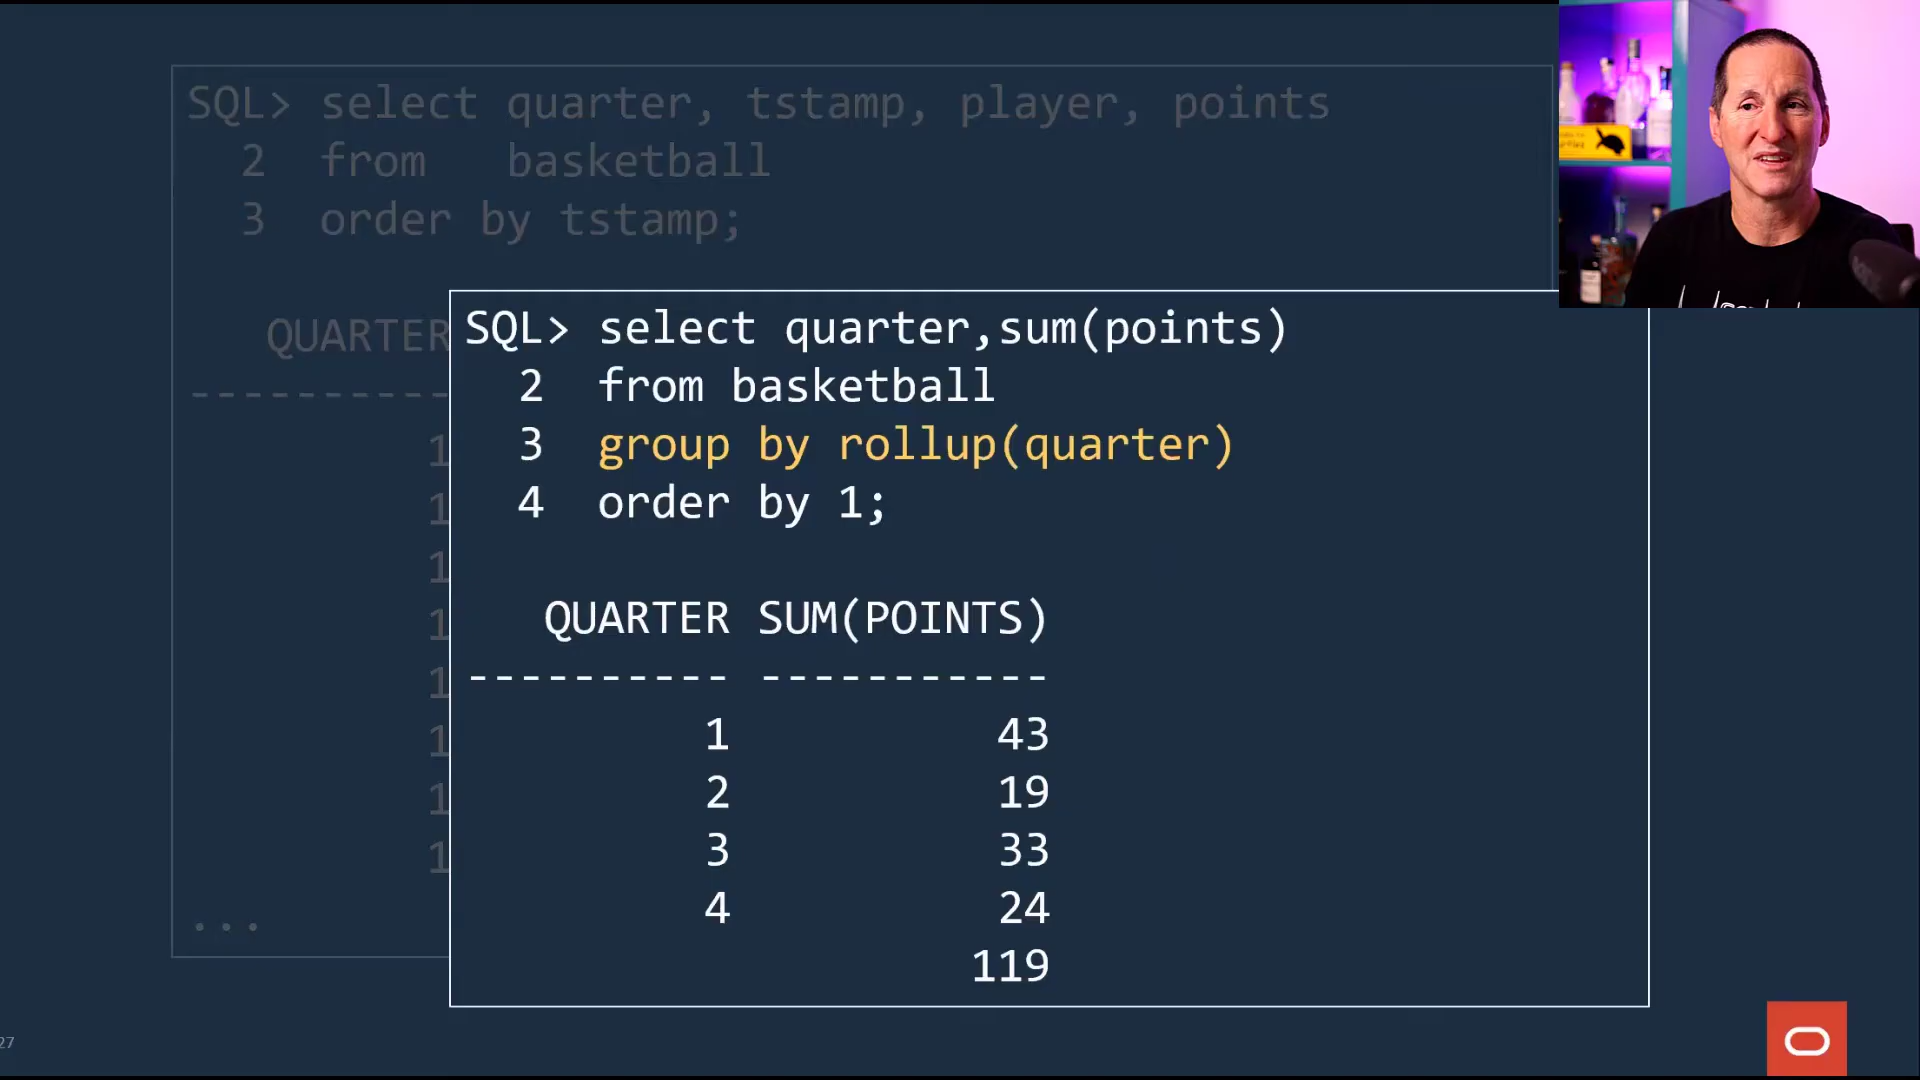 SQL> select quarter, tstamp, player, points
2 from basketball
3 order by tstamp;
QUARTER
----------
1
1
1
1
1
1
1
1
...
SQL> select quarter,sum(points)
2 from basketball
3 group by rollup(quarter)
4 order by 1;
QUARTER SUM(POINTS)
---------- -----------
1 43
2 19
3 33
4 24
119
27